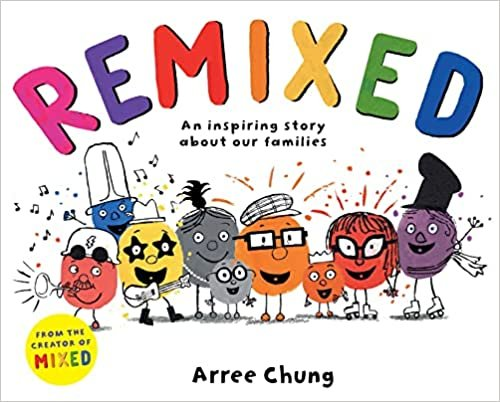 REMIXED
An inspiring story
about our families
FROM THE
CREATOR OF
MIXED
Arree Chung